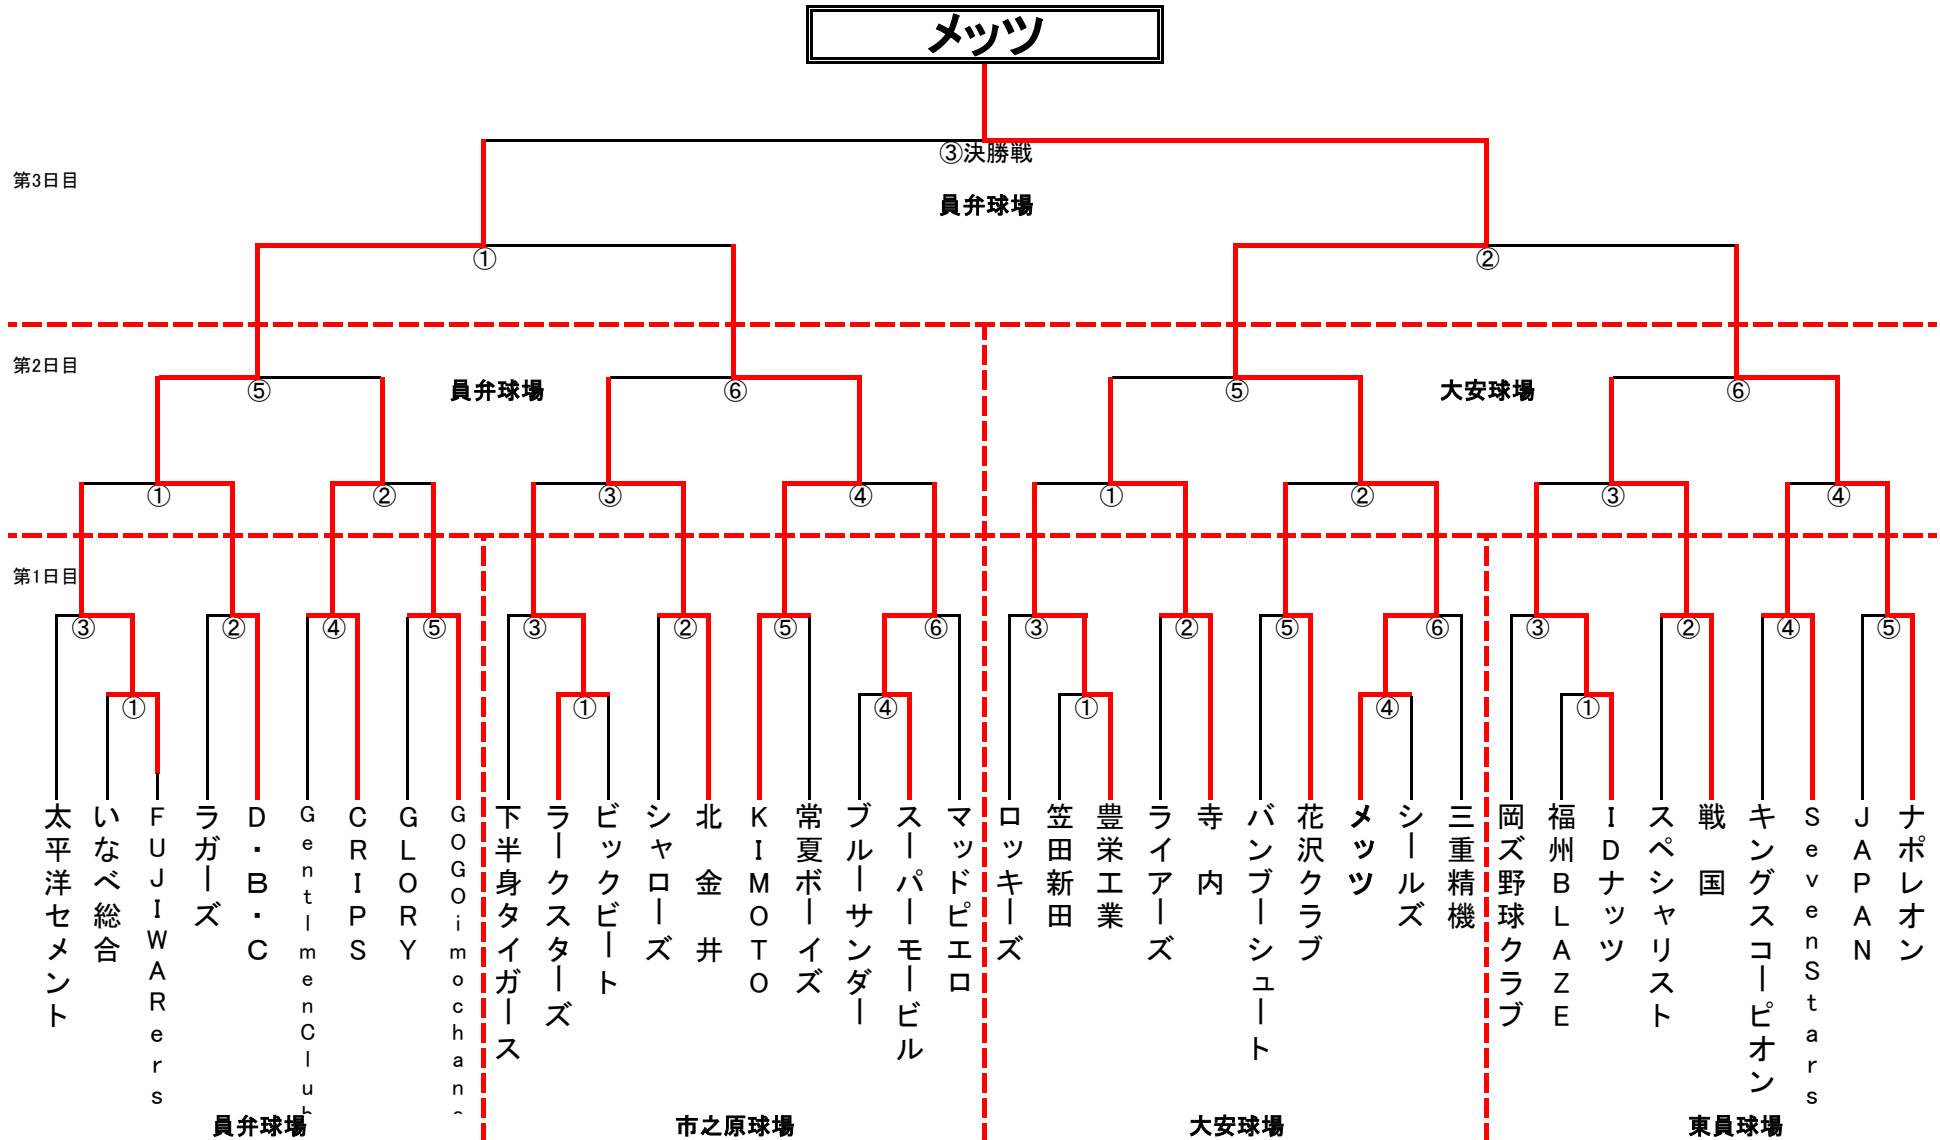 メッツ
③決勝戦
第3日目
員弁球場
①
②
第2日目
⑤
員弁球場
⑥
⑤
大安球場
⑥
①
②
③
④
①
②
③
④
第1日目
③
②
④
⑤
③
②
⑤
⑥
③
②
⑤
⑥
③
②
④
⑤
①
①
④
①
④
①
太平洋セメント
いなべ総合
FUJIWARers
ラガーズ
D・B・C
GentlmenClub
CRIPS
GLORY
GOGOimochan
下半身タイガース
ラークスターズ
ビックビート
シャローズ
北金井
KIMOTO
常夏ボーイズ
ブルーサンダー
スーパーモービル
マッドピエロ
ロッキーズ
笠田新田
豊栄工業
ライアーズ
寺内
バンブーシュート
花沢クラブ
メッツ
シールズ
三重精機
岡ズ野球クラブ
福州BLAZE
IDナッツ
スペシャリスト
戦国
キングスコーピオン
SevenStars
JAPAN
ナポレオン
員弁球場
市之原球場
大安球場
東員球場